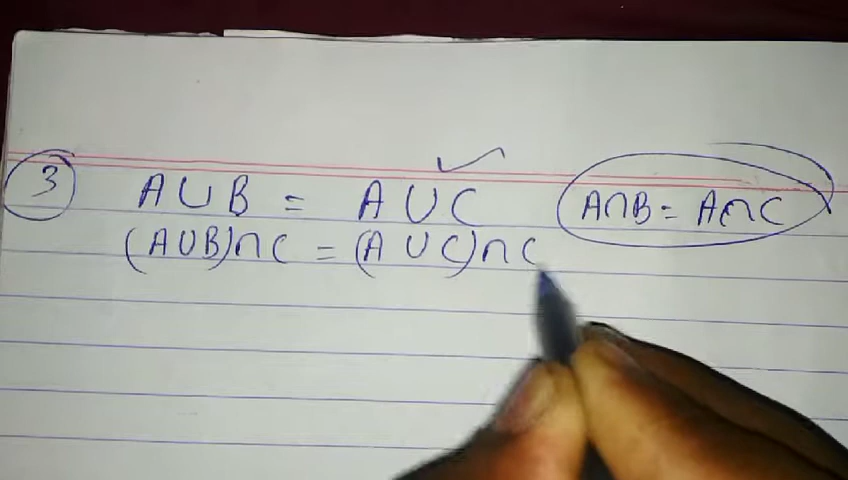 3 A ∪ B = A ∪ C A∩B = A∩C
(A ∪ B)∩C = (A ∪ C)∩C